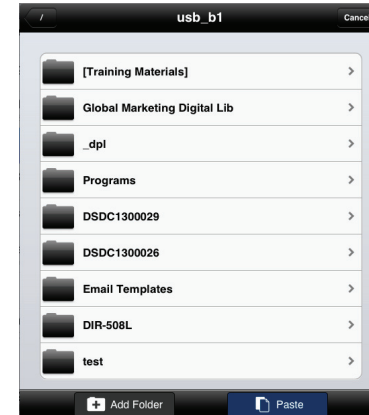 / usb_b1 Cance
[Training Materials]
Global Marketing Digital Lib
_dpl
Programs
DSDC1300029
DSDC1300026
Email Templates
DIR-508L
test
Add Folder Paste